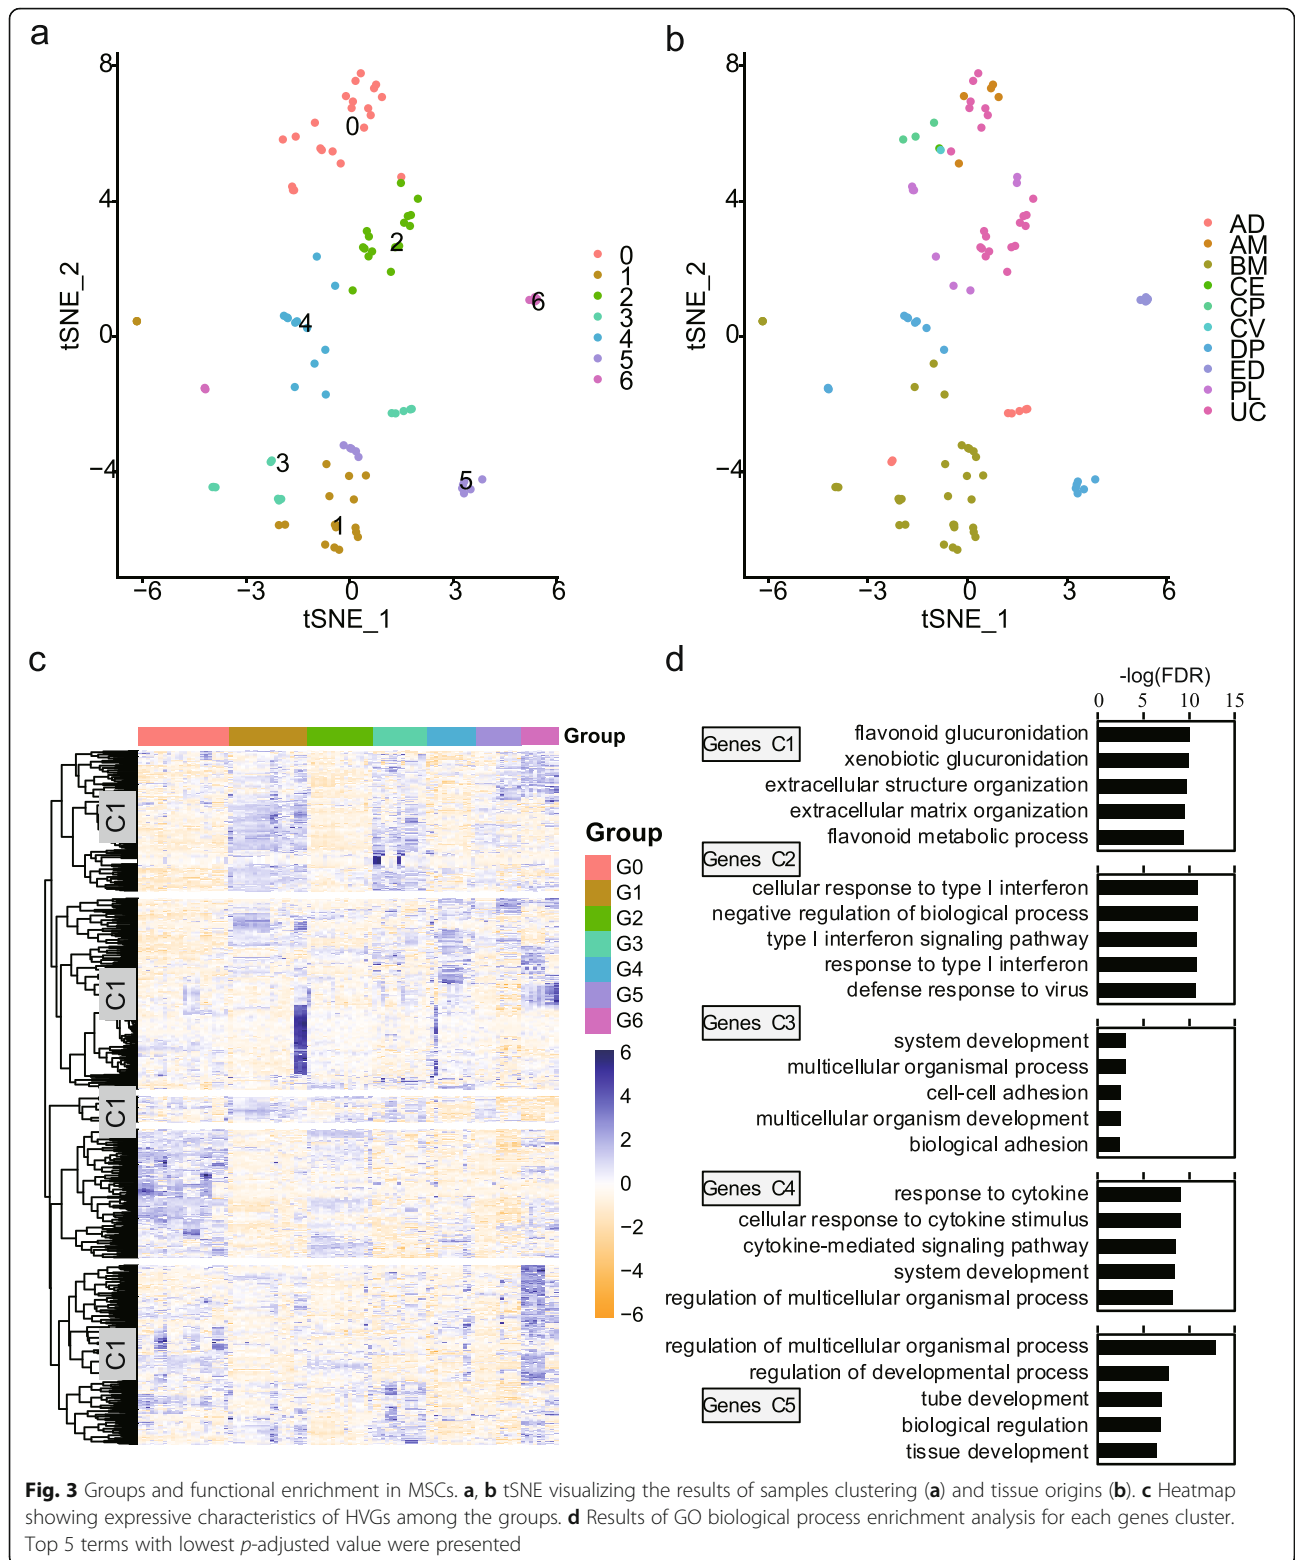 a
b
8
4
0
−4
tSNE_2
−6
−3
0
3
6
tSNE_1
0
2
4
6
3
5
1
0
1
2
3
4
5
6
8
4
0
−4
tSNE_2
−6
−3
0
3
6
tSNE_1
AD
AM
BM
CE
CP
CV
DP
ED
PL
UC
c
d
Group
C1
C1
C1
C1
Group
G0
G1
G2
G3
G4
G5
G6
6
4
2
0
−2
−4
−6
-log(FDR)
0 5 10 15
Genes C1
flavonoid glucuronidation
xenobiotic glucuronidation
extracellular structure organization
extracellular matrix organization
flavonoid metabolic process
Genes C2
cellular response to type I interferon
negative regulation of biological process
type I interferon signaling pathway
response to type I interferon
defense response to virus
Genes C3
system development
multicellular organismal process
cell-cell adhesion
multicellular organism development
biological adhesion
Genes C4
response to cytokine
cellular response to cytokine stimulus
cytokine-mediated signaling pathway
system development
regulation of multicellular organismal process
regulation of multicellular organismal process
regulation of developmental process
Genes C5
tube development
biological regulation
tissue development
Fig. 3 Groups and functional enrichment in MSCs. a, b tSNE visualizing the results of samples clustering (a) and tissue origins (b). c Heatmap
showing expressive characteristics of HVGs among the groups. d Results of GO biological process enrichment analysis for each genes cluster.
Top 5 terms with lowest p-adjusted value were presented